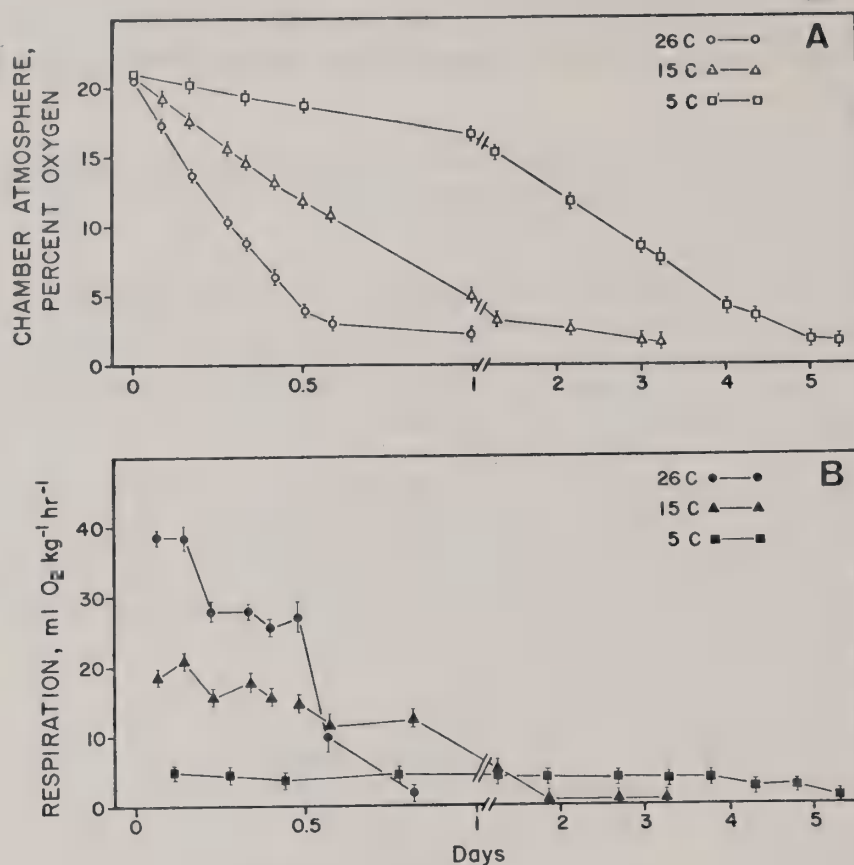 A
26 C
15 C
5 C
CHAMBER ATMOSPHERE,
PERCENT OXYGEN
20
15
10
5
0
0 0.5 1 2 3 4 5
B
26 C
15 C
5 C
RESPIRATION, ml O₂ kg⁻¹ hr⁻¹
40
30
20
10
0
0 0.5 1 2 3 4 5
Days